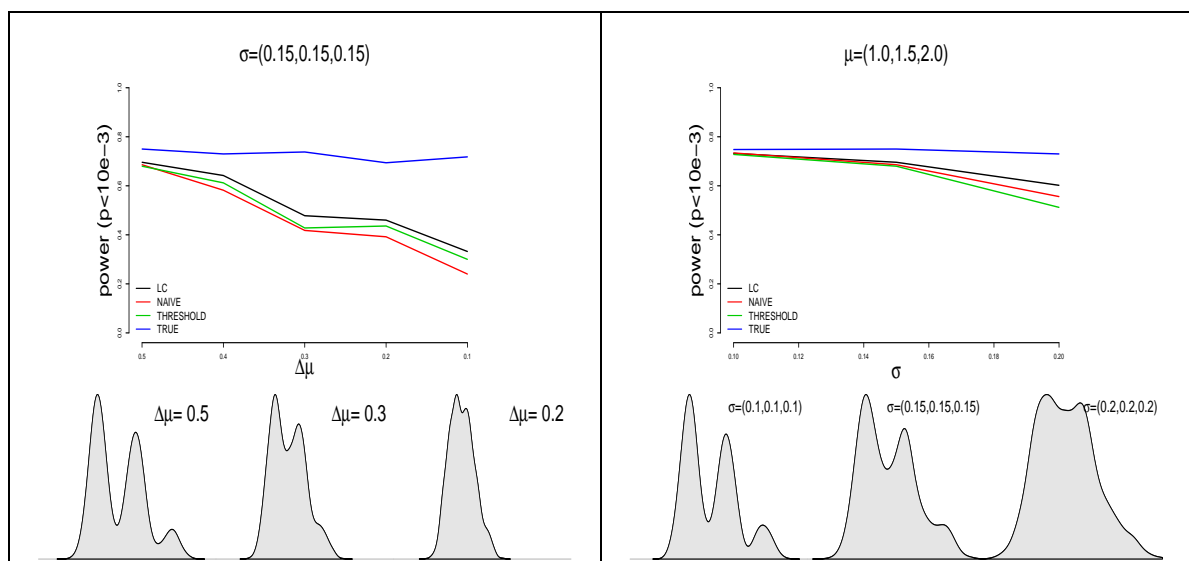 σ=(0.15,0.15,0.15)
power (p<10e−3)
1.0
0.8
0.6
0.4
0.2
0.0
LC
NAIVE
THRESHOLD
TRUE
0.5 0.4 0.3 0.2 0.1
Δμ
Δμ= 0.5 Δμ= 0.3 Δμ= 0.2
μ=(1.0,1.5,2.0)
power (p<10e−3)
1.0
0.8
0.6
0.4
0.2
0.0
LC
NAIVE
THRESHOLD
TRUE
0.10 0.12 0.14 0.16 0.18 0.20
σ
σ=(0.1,0.1,0.1) σ=(0.15,0.15,0.15) σ=(0.2,0.2,0.2)